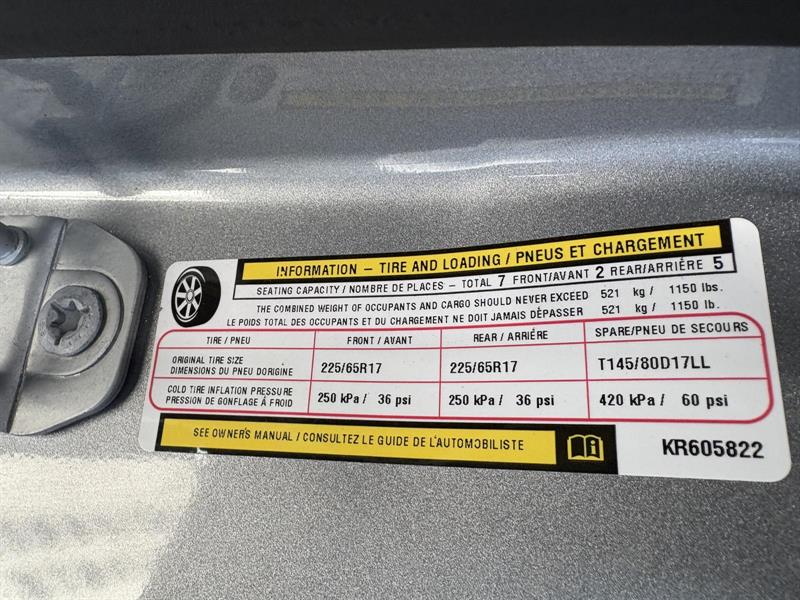 INFORMATION – TIRE AND LOADING / PNEUS ET CHARGEMENT
SEATING CAPACITY / NOMBRE DE PLACES – TOTAL 7 FRONT/AVANT 2 REAR/ARRIÈRE 5
THE COMBINED WEIGHT OF OCCUPANTS AND CARGO SHOULD NEVER EXCEED 521 kg / 1150 lbs.
LE POIDS TOTAL DES OCCUPANTS ET DU CHARGEMENT NE DOIT JAMAIS DÉPASSER 521 kg / 1150 lb.
TIRE / PNEU FRONT / AVANT REAR / ARRIÉRE SPARE/PNEU DE SECOURS
ORIGINAL TIRE SIZE
DIMENSIONS DU PNEU DORIGINE 225/65R17 225/65R17 T145/80D17LL
COLD TIRE INFLATION PRESSURE
PRESSION DE GONFLAGE À FROID 250 kPa / 36 psi 250 kPa / 36 psi 420 kPa / 60 psi
SEE OWNER'S MANUAL / CONSULTEZ LE GUIDE DE L'AUTOMOBILISTE
KR605822